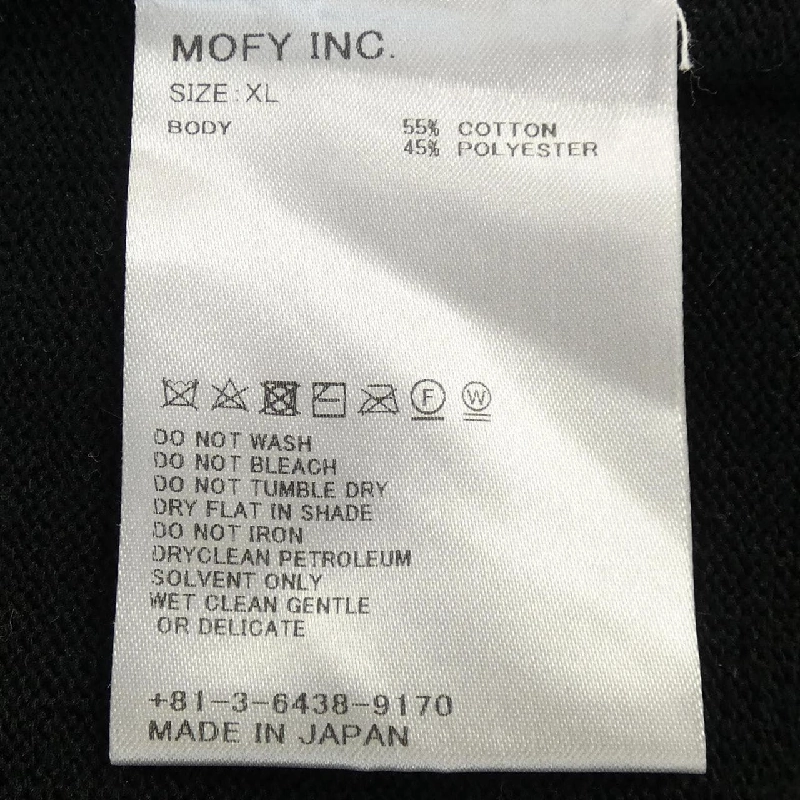 MOFY INC.
SIZE:XL
BODY 55% COTTON
45% POLYESTER
F W
DO NOT WASH
DO NOT BLEACH
DO NOT TUMBLE DRY
DRY FLAT IN SHADE
DO NOT IRON
DRYCLEAN PETROLEUM
SOLVENT ONLY
WET CLEAN GENTLE
OR DELICATE
+81-3-6438-9170
MADE IN JAPAN